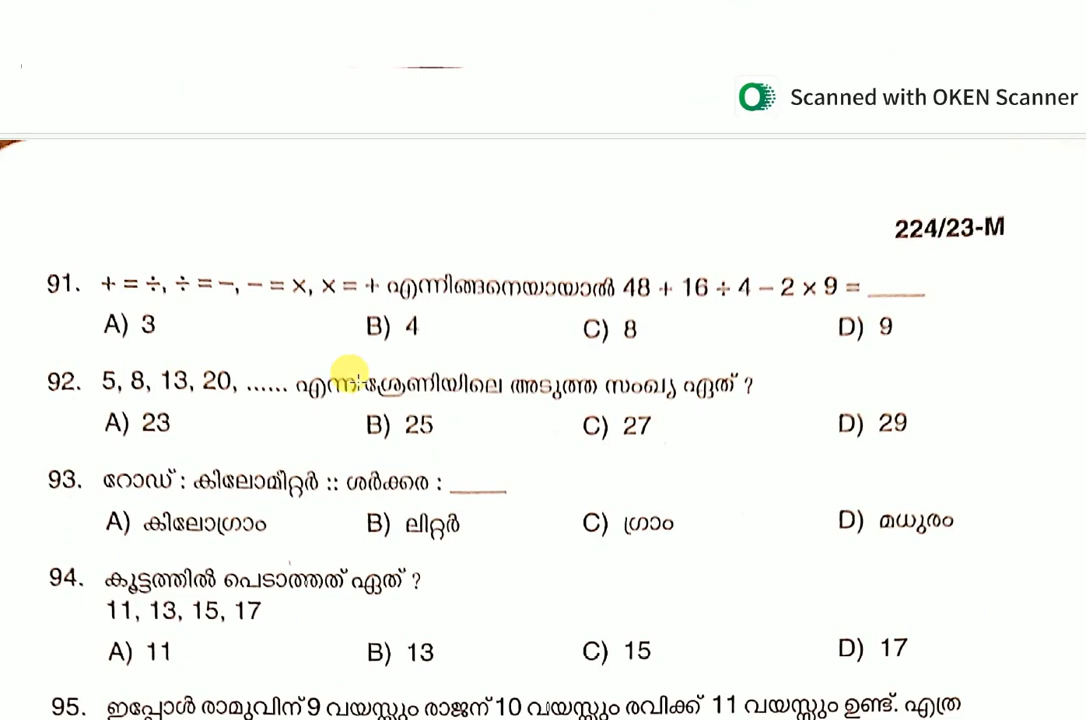 Scanned with OKEN Scanner
224/23-M
91. + = ÷, ÷ = −, − = ×, × = + എന്നിങ്ങനെയായാൽ 48 + 16 ÷ 4 − 2 × 9 = ____
A) 3 B) 4 C) 8 D) 9
92. 5, 8, 13, 20, ...... എന്ന ശ്രേണിയിലെ അടുത്ത സംഖ്യ ഏത് ?
A) 23 B) 25 C) 27 D) 29
93. റോഡ് : കിലോമീറ്റർ :: ശർക്കര : ____
A) കിലോഗ്രാം B) ലിറ്റർ C) ഗ്രാം D) മധുരം
94. കൂട്ടത്തിൽ പെടാത്തത് ഏത് ?
11, 13, 15, 17
A) 11 B) 13 C) 15 D) 17
95. ഇപ്പോൾ രാമുവിന് 9 വയസ്സും രാജന് 10 വയസ്സും രവിക്ക് 11 വയസ്സും ഉണ്ട്. എത്ര